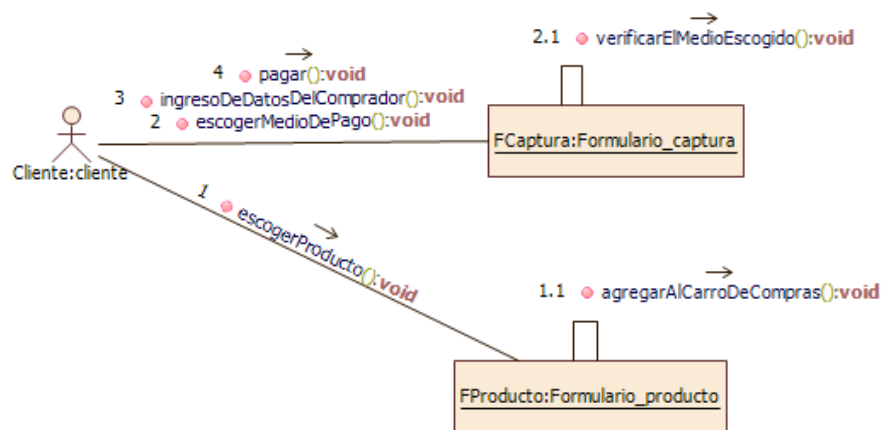 2.1 verificarElMedioEscogido():void
4 pagar():void
3 ingresoDeDatosDelComprador():void
2 escogerMedioDePago():void
FCaptura:Formulario_captura
Cliente:cliente
1 escogerProducto():void
1.1 agregarAlCarroDeCompras():void
FProducto:Formulario_producto